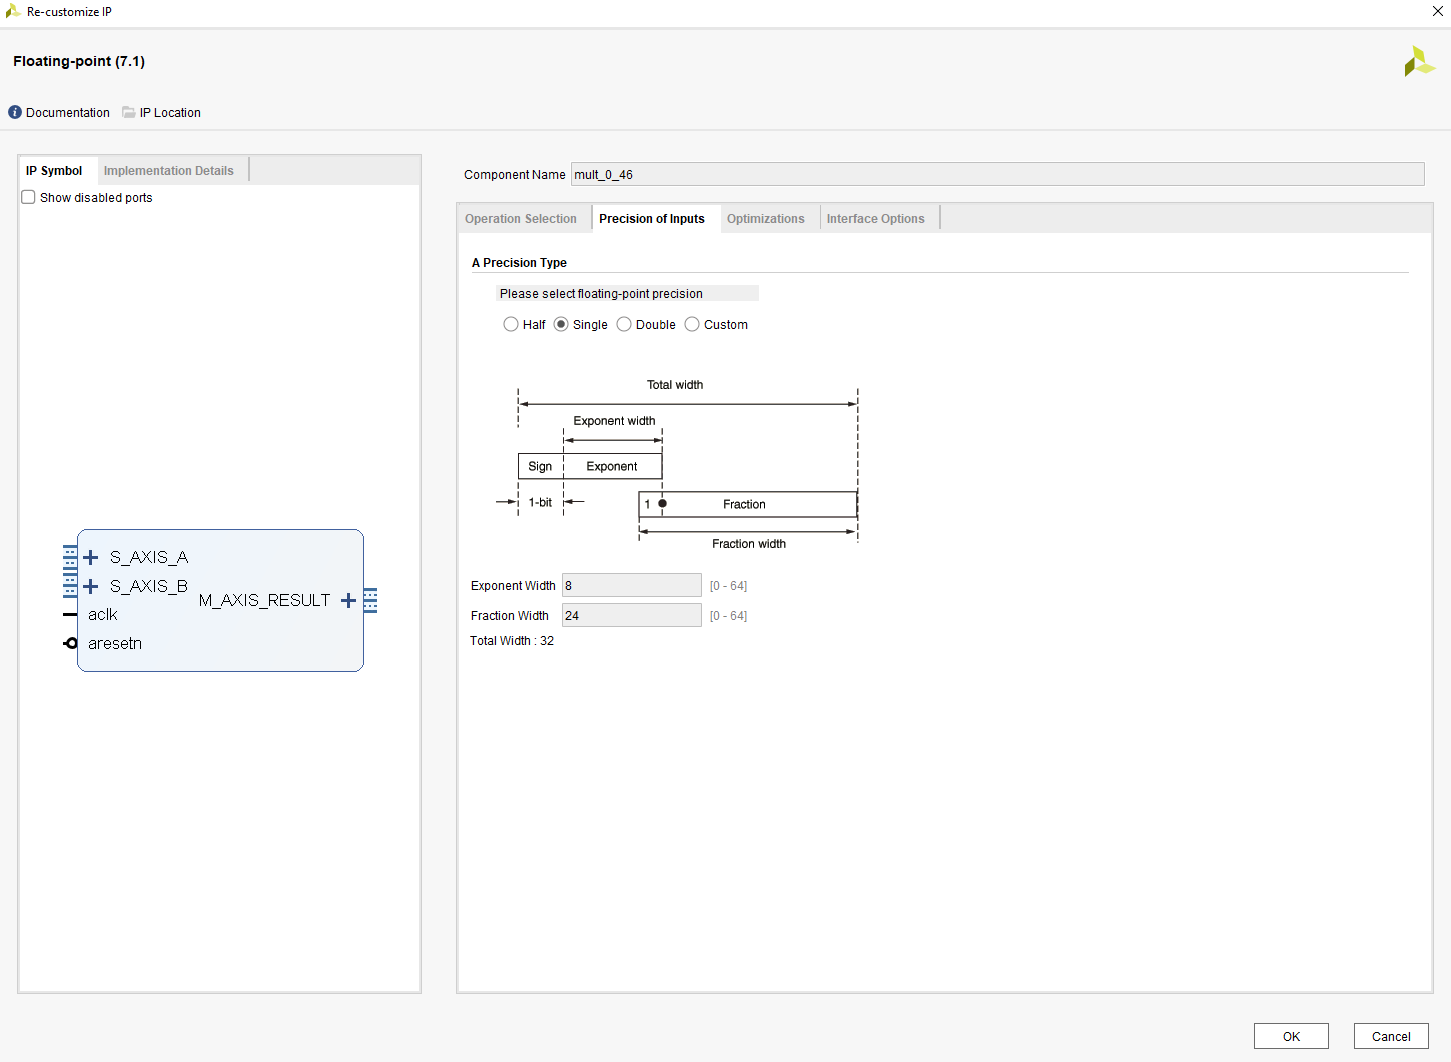 Re-customize IP
Floating-point (7.1)
Documentation IP Location
IP Symbol Implementation Details
Show disabled ports
S_AXIS_A
S_AXIS_B
M_AXIS_RESULT
aclk
aresetn
Component Name mult_0_46
Operation Selection Precision of Inputs Optimizations Interface Options
A Precision Type
Please select floating-point precision
Half Single Double Custom
Total width
Exponent width
Sign Exponent
1-bit
1 Fraction
Fraction width
Exponent Width 8 [0 - 64]
Fraction Width 24 [0 - 64]
Total Width : 32
OK Cancel